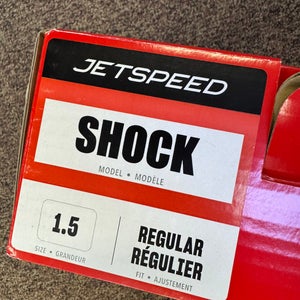 JETSPEED
SHOCK
MODEL • MODÈLE
1.5
SIZE • GRANDEUR
REGULAR
RÉGULIER
FIT • AJUSTEMENT